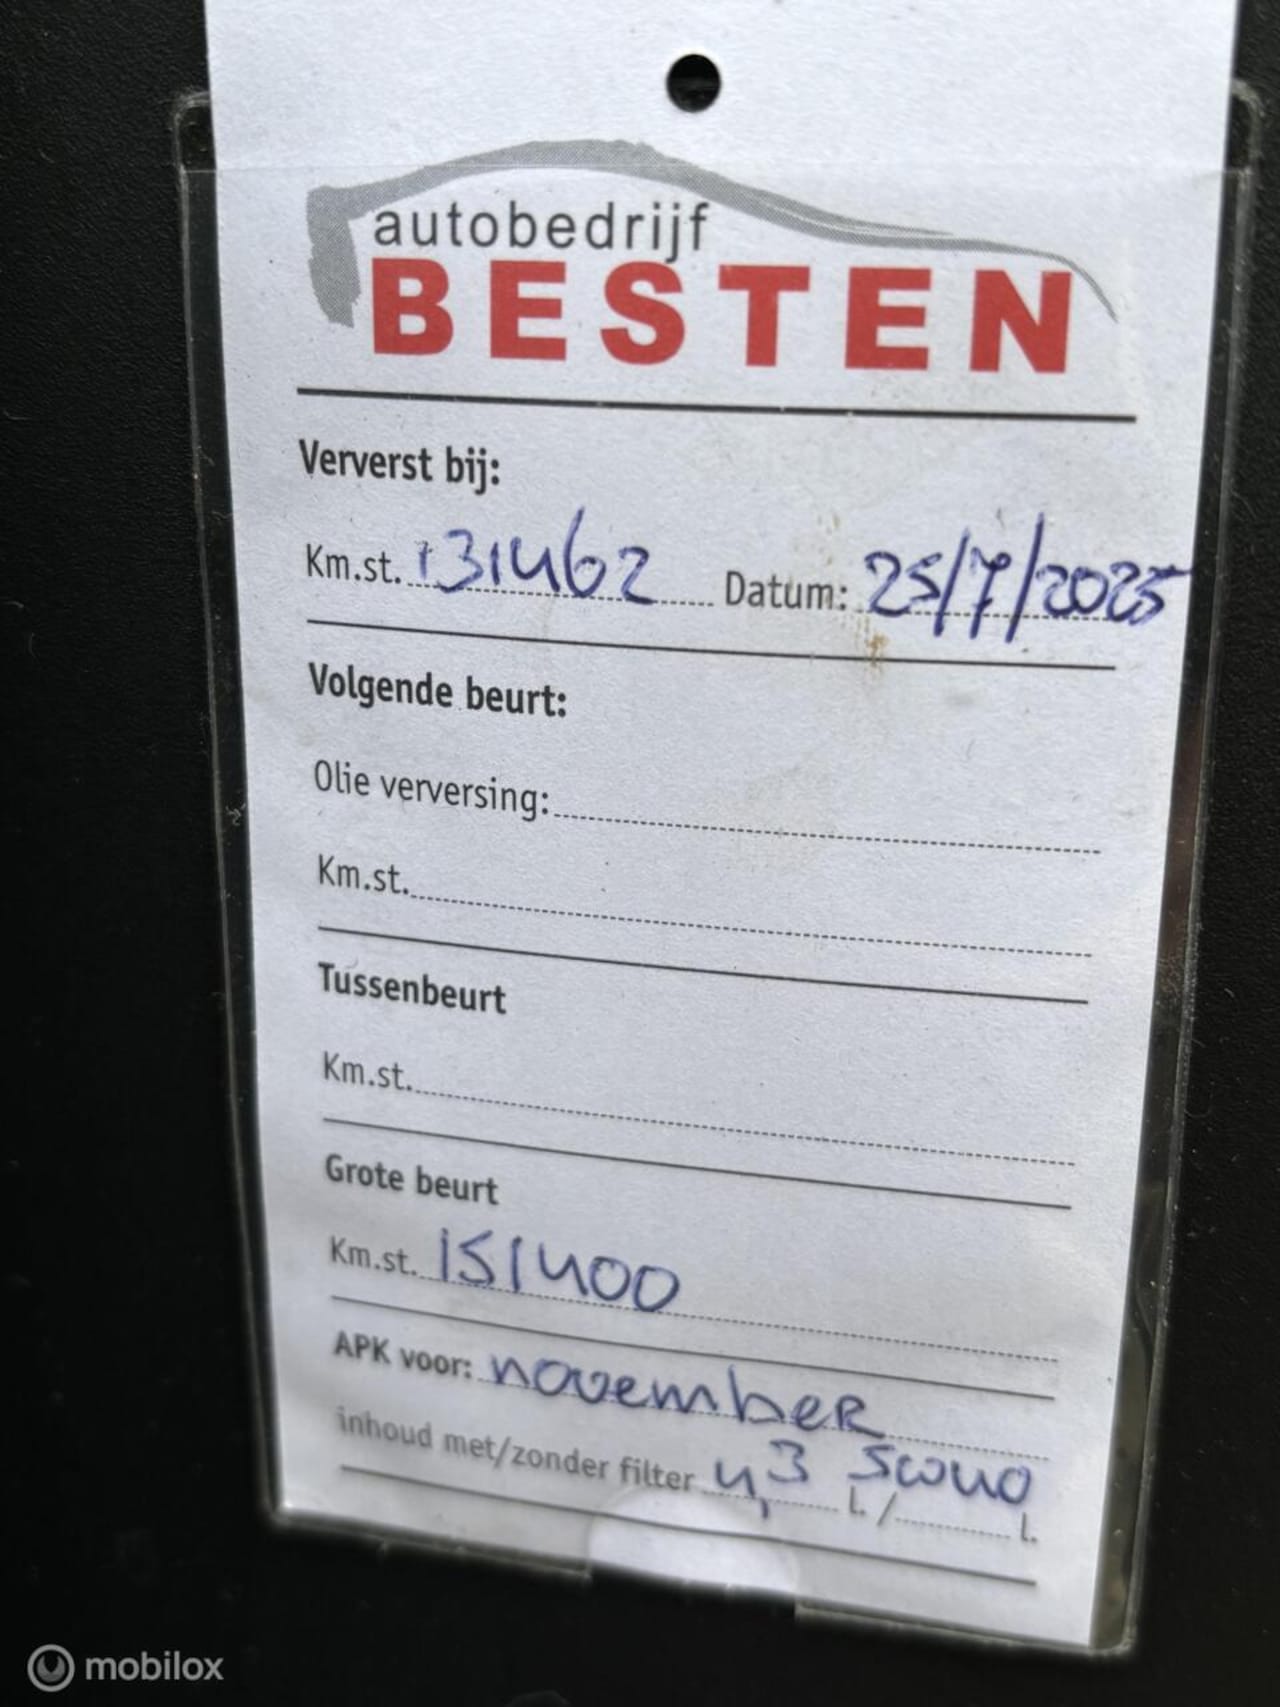 autobedrijf
BESTEN
Ververst bij:
Km.st. 131462 Datum: 25/7/2025
Volgende beurt:
Olie verversing:
Km.st.
Tussenbeurt
Km.st.
Grote beurt
Km.st. 151400
APK voor: november
inhoud met/zonder filter 4,3 l. / 5w40 l.
mobilox